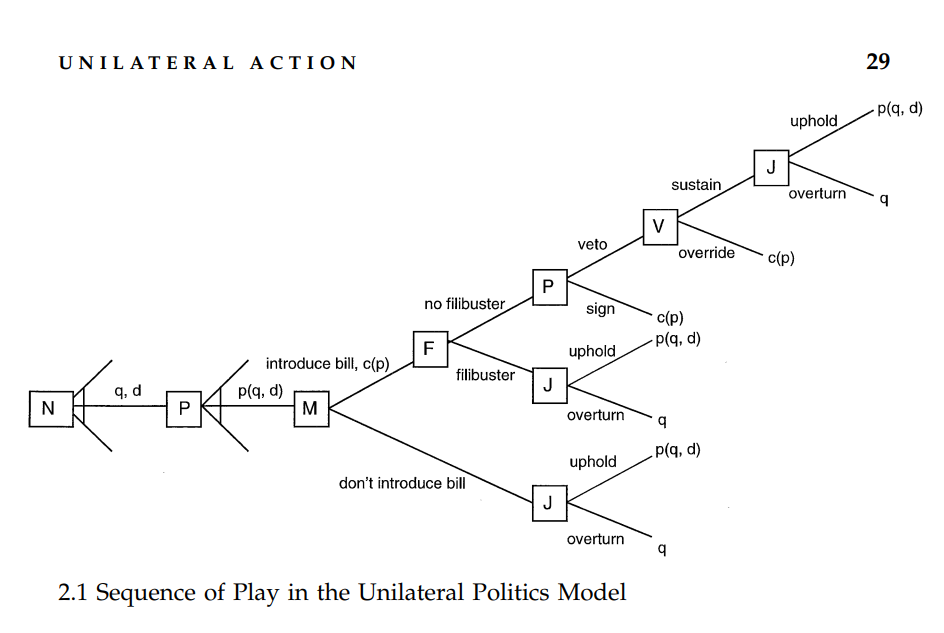 UNILATERAL ACTION 29
p(q, d)
uphold
J
sustain
overturn
q
V
veto
override
c(p)
P
no filibuster
sign
c(p)
p(q, d)
introduce bill, c(p)
F
uphold
filibuster
J
N
q, d
P
p(q, d)
M
overturn
q
p(q, d)
uphold
don't introduce bill
J
overturn
q
2.1 Sequence of Play in the Unilateral Politics Model